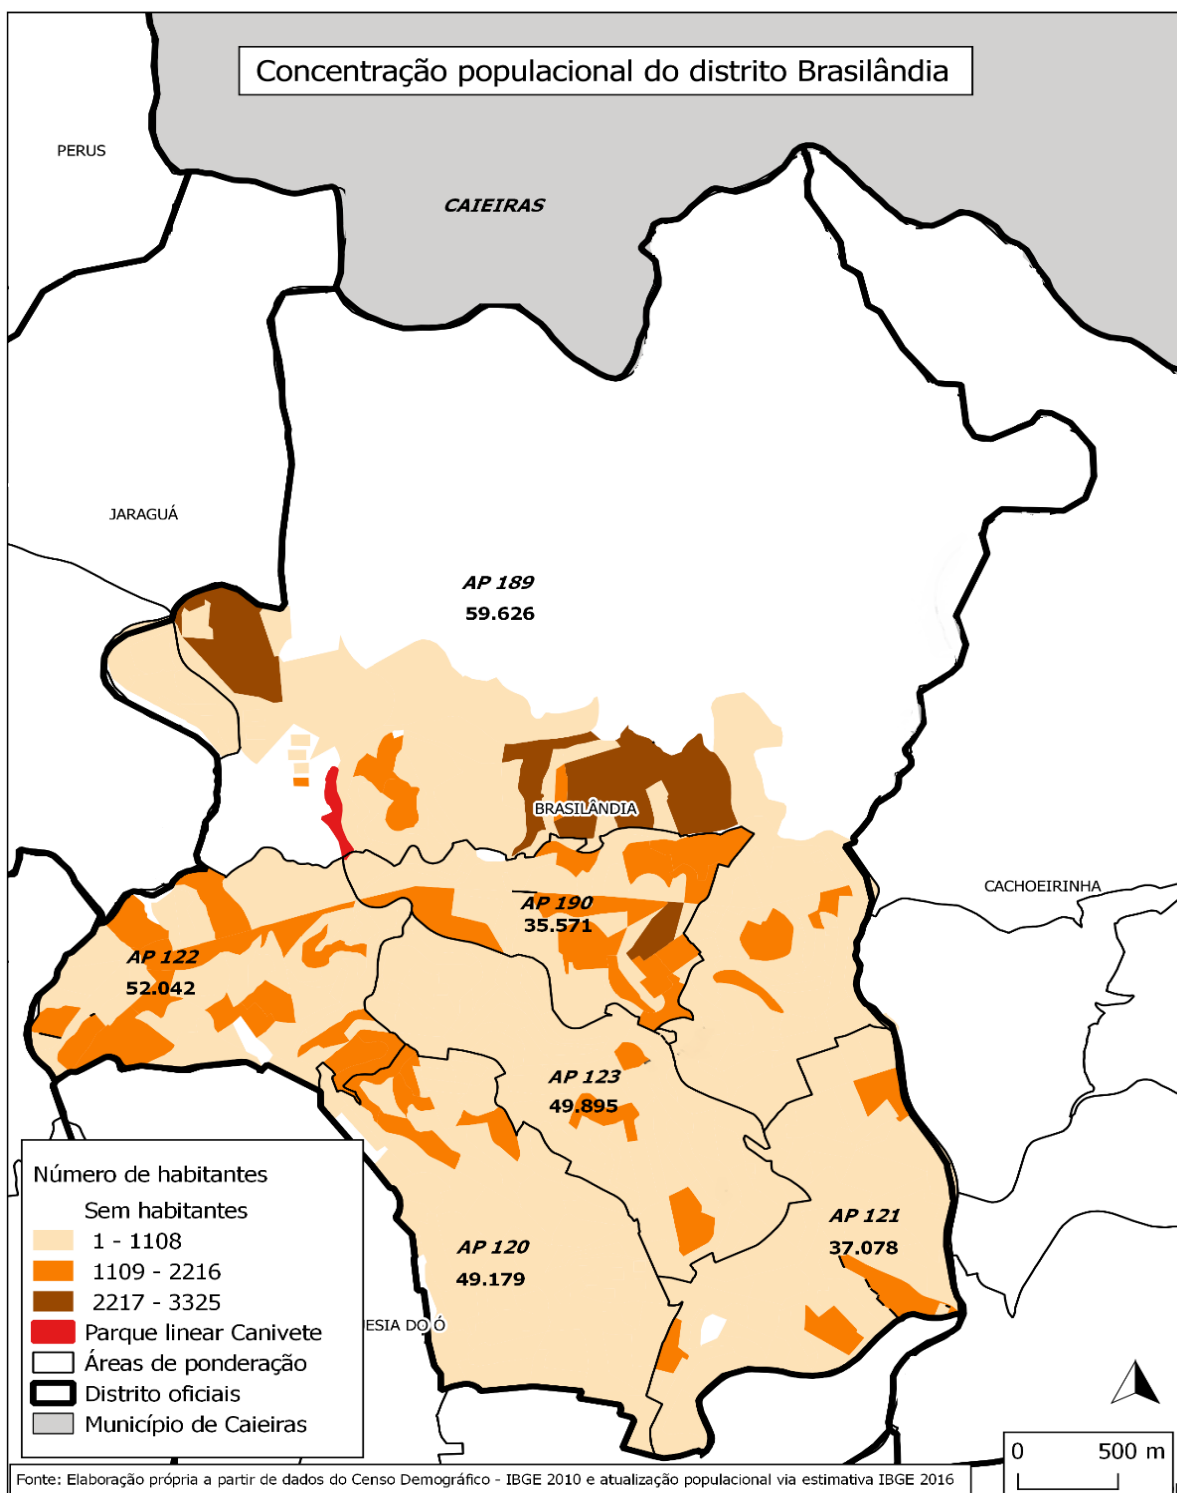 Concentração populacional do distrito Brasilândia
PERUS
CAIEIRAS
JARAGUÁ
AP 189
59.626
BRASILÂNDIA
CACHOEIRINHA
AP 190
35.571
AP 122
52.042
AP 123
49.895
AP 121
37.078
AP 120
49.179
ESIA DO Ó
Número de habitantes
Sem habitantes
1 - 1108
1109 - 2216
2217 - 3325
Parque linear Canivete
Áreas de ponderação
Distrito oficiais
Município de Caieiras
0 500 m
Fonte: Elaboração própria a partir de dados do Censo Demográfico - IBGE 2010 e atualização populacional via estimativa IBGE 2016